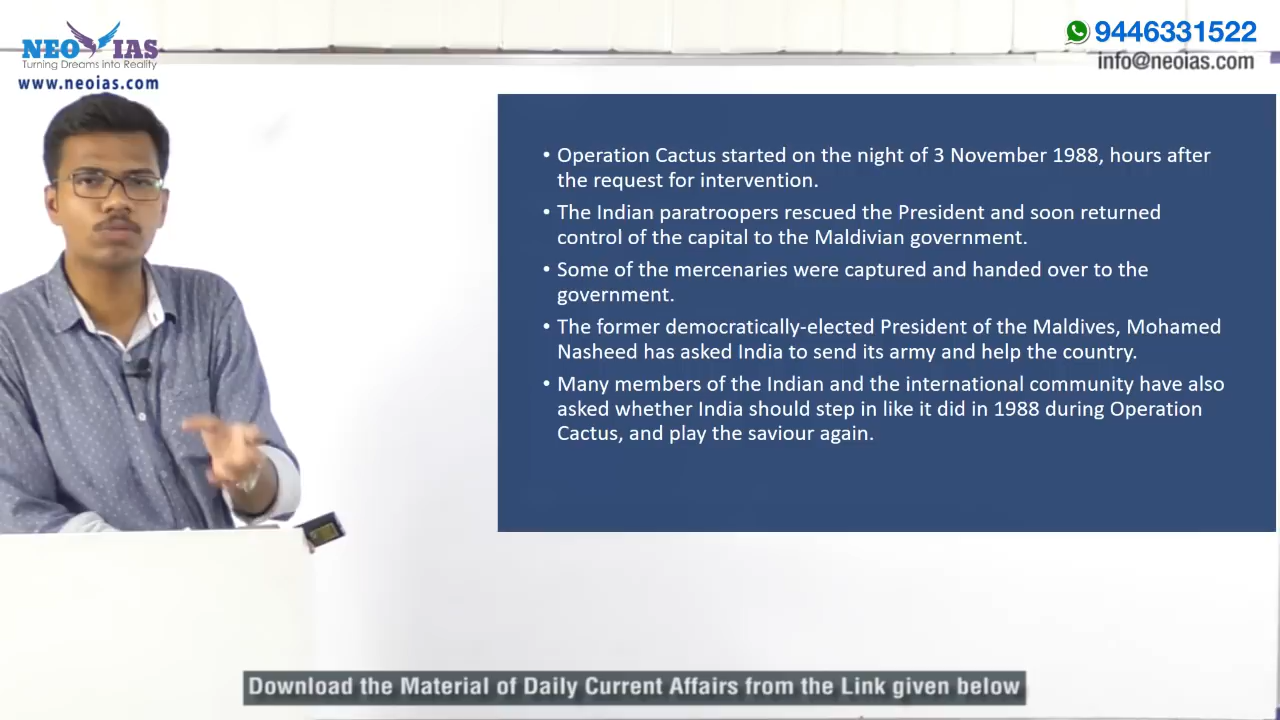 NEO IAS
Turning Dreams into Reality
www.neoias.com
9446331522
info@neoias.com
• Operation Cactus started on the night of 3 November 1988, hours after
the request for intervention.
• The Indian paratroopers rescued the President and soon returned
control of the capital to the Maldivian government.
• Some of the mercenaries were captured and handed over to the
government.
• The former democratically-elected President of the Maldives, Mohamed
Nasheed has asked India to send its army and help the country.
• Many members of the Indian and the international community have also
asked whether India should step in like it did in 1988 during Operation
Cactus, and play the saviour again.
Download the Material of Daily Current Affairs from the Link given below